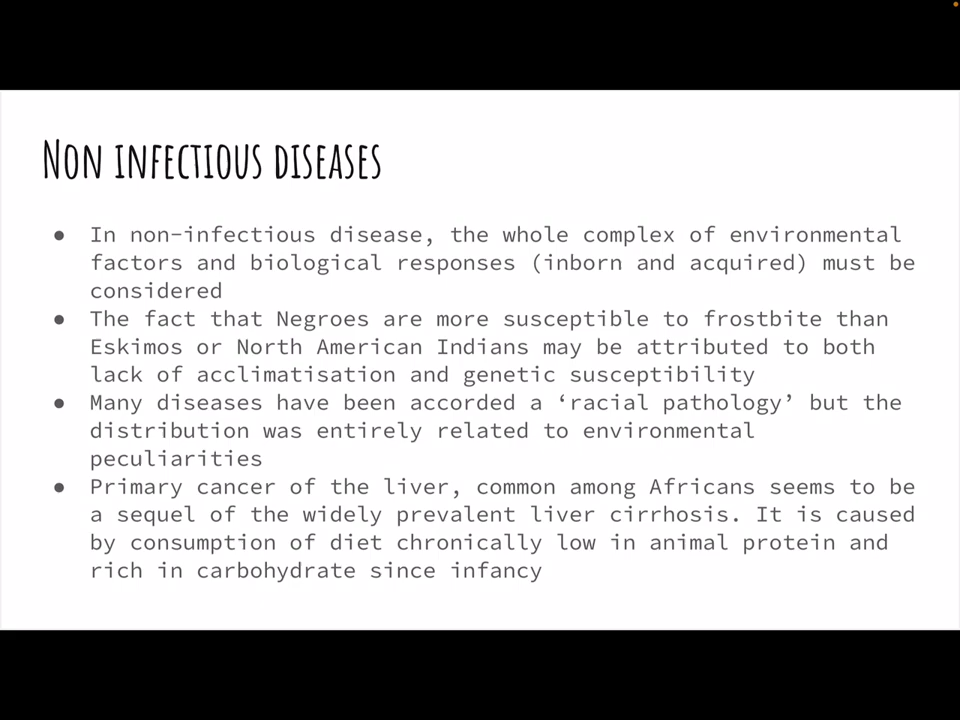 Non infectious diseases
● In non-infectious disease, the whole complex of environmental
factors and biological responses (inborn and acquired) must be
considered
● The fact that Negroes are more susceptible to frostbite than
Eskimos or North American Indians may be attributed to both
lack of acclimatisation and genetic susceptibility
● Many diseases have been accorded a ‘racial pathology’ but the
distribution was entirely related to environmental
peculiarities
● Primary cancer of the liver, common among Africans seems to be
a sequel of the widely prevalent liver cirrhosis. It is caused
by consumption of diet chronically low in animal protein and
rich in carbohydrate since infancy